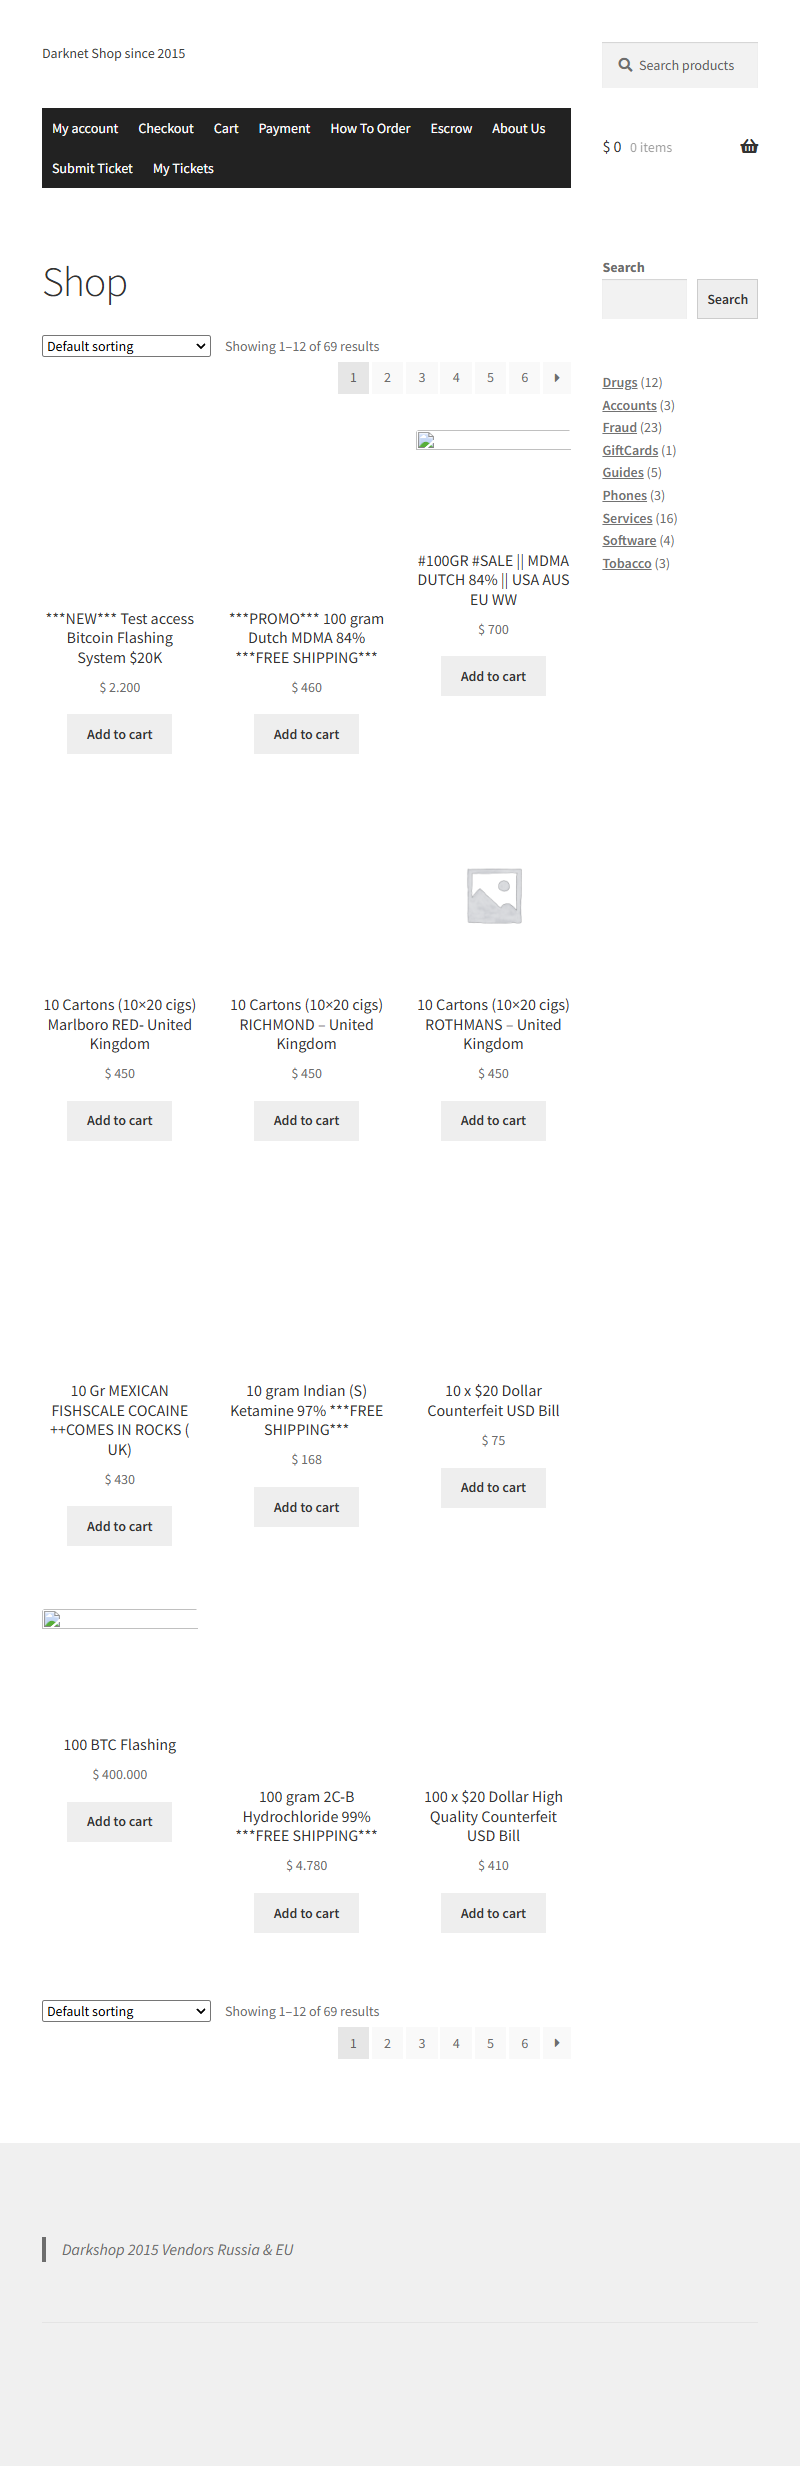 Darknet Shop since 2015
Search products
My account Checkout Cart Payment How To Order Escrow About Us
Submit Ticket My Tickets
$ 0 0 items
Shop
Default sorting
Showing 1–12 of 69 results
1 2 3 4 5 6
***NEW*** Test access
Bitcoin Flashing
System $20K
$ 2.200
Add to cart
***PROMO*** 100 gram
Dutch MDMA 84%
***FREE SHIPPING***
$ 460
Add to cart
#100GR #SALE || MDMA
DUTCH 84% || USA AUS
EU WW
$ 700
Add to cart
10 Cartons (10×20 cigs)
Marlboro RED- United
Kingdom
$ 450
Add to cart
10 Cartons (10×20 cigs)
RICHMOND – United
Kingdom
$ 450
Add to cart
10 Cartons (10×20 cigs)
ROTHMANS – United
Kingdom
$ 450
Add to cart
10 Gr MEXICAN
FISHSCALE COCAINE
++COMES IN ROCKS (
UK)
$ 430
Add to cart
10 gram Indian (S)
Ketamine 97% ***FREE
SHIPPING***
$ 168
Add to cart
10 x $20 Dollar
Counterfeit USD Bill
$ 75
Add to cart
100 BTC Flashing
$ 400.000
Add to cart
100 gram 2C-B
Hydrochloride 99%
***FREE SHIPPING***
$ 4.780
Add to cart
100 x $20 Dollar High
Quality Counterfeit
USD Bill
$ 410
Add to cart
Default sorting
Showing 1–12 of 69 results
1 2 3 4 5 6
Search
Search
Drugs (12)
Accounts (3)
Fraud (23)
GiftCards (1)
Guides (5)
Phones (3)
Services (16)
Software (4)
Tobacco (3)
Darkshop 2015 Vendors Russia & EU